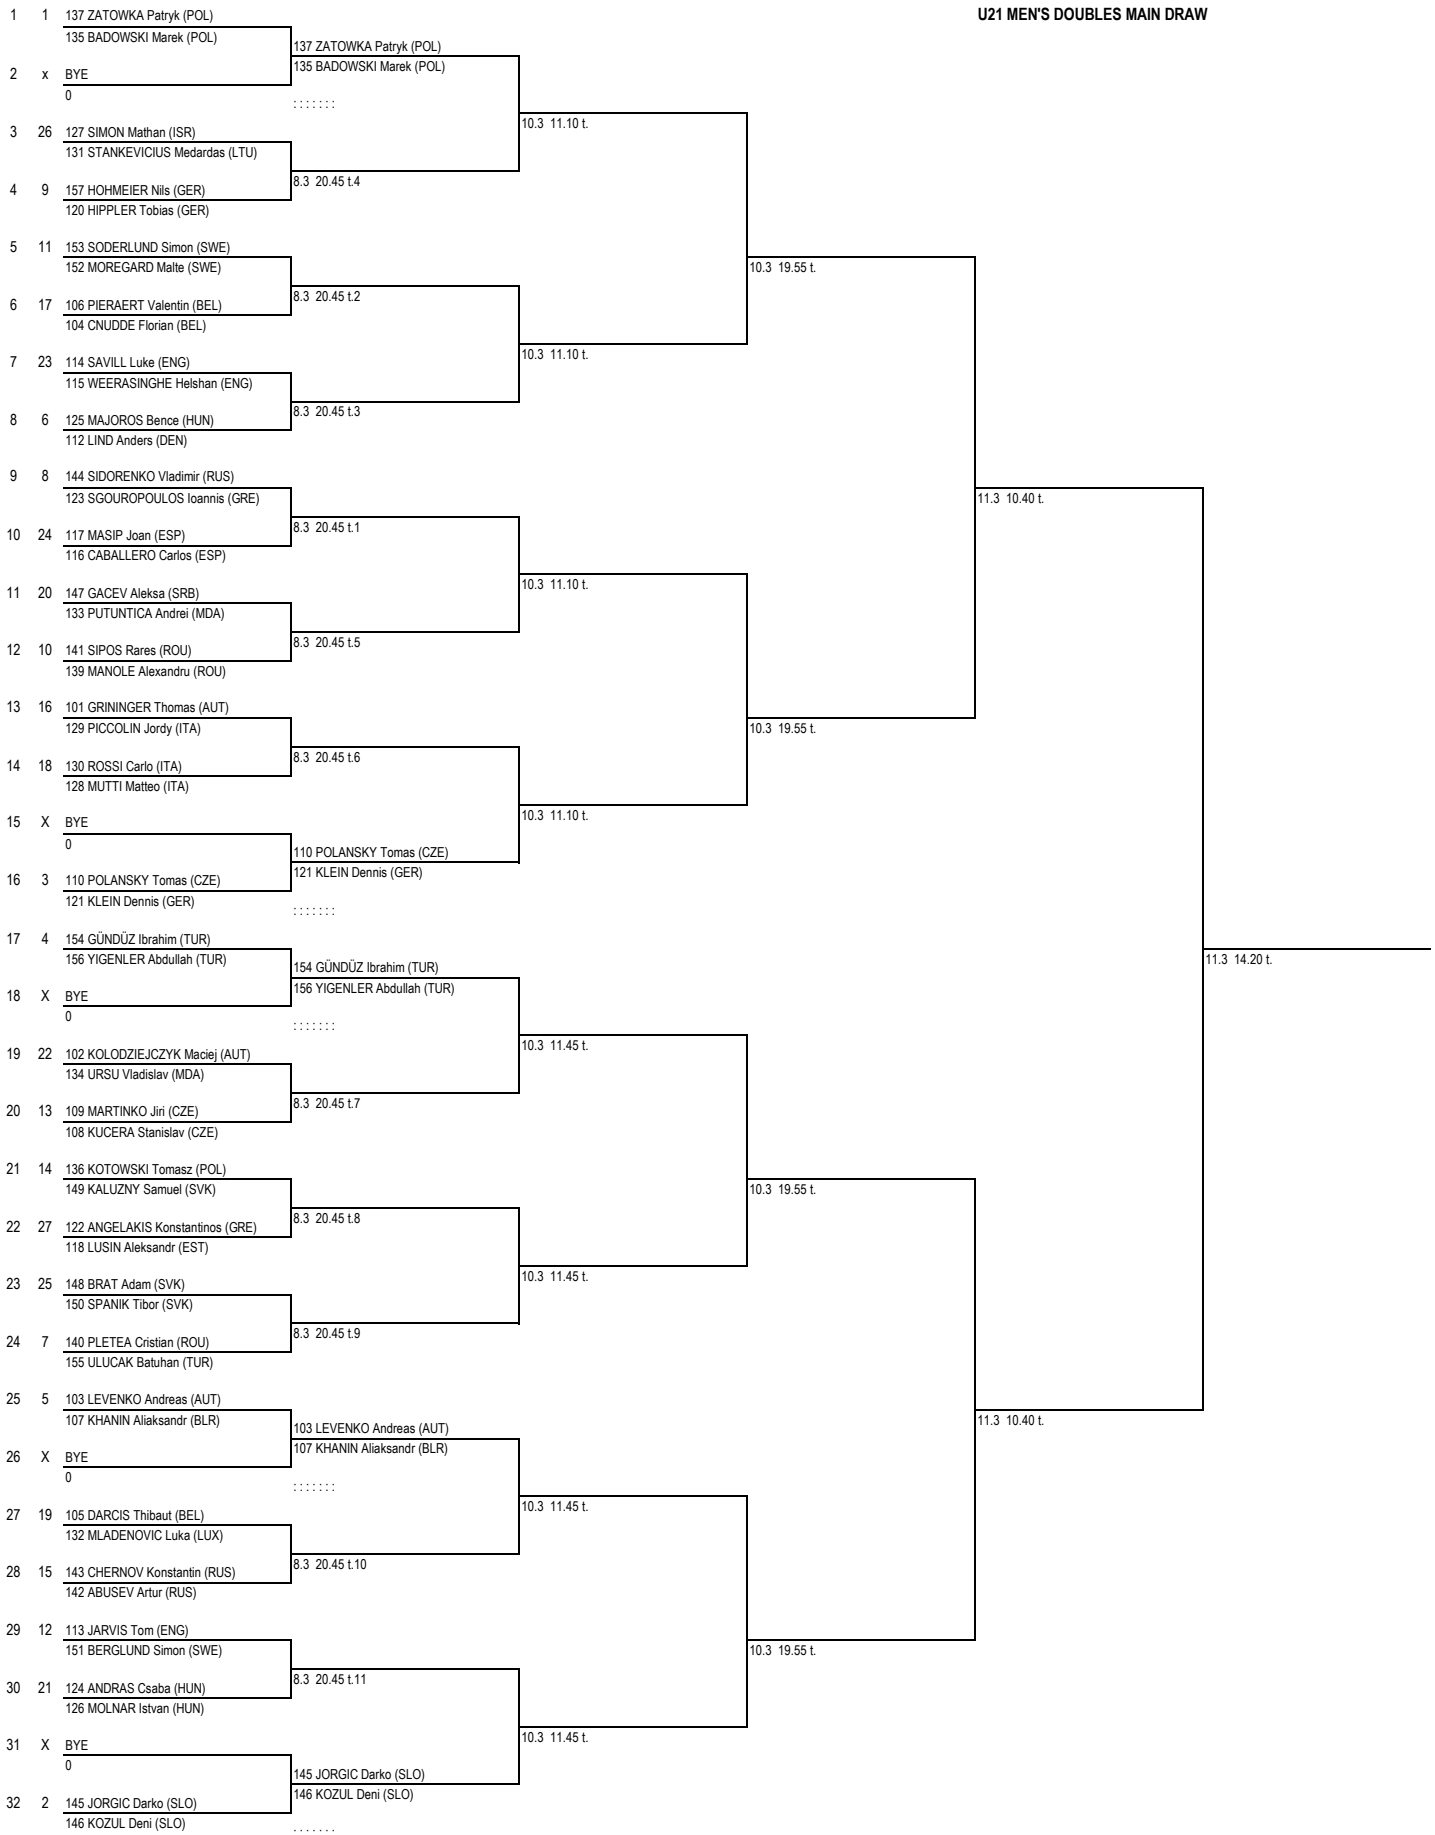 U21 MEN'S DOUBLES MAIN DRAW
1 1 137 ZATOWKA Patryk (POL)
135 BADOWSKI Marek (POL)
137 ZATOWKA Patryk (POL)
135 BADOWSKI Marek (POL)
2 x BYE
0
: : : : : : :
10.3 11.10 t.
3 26 127 SIMON Mathan (ISR)
131 STANKEVICIUS Medardas (LTU)
8.3 20.45 t.4
4 9 157 HOHMEIER Nils (GER)
120 HIPPLER Tobias (GER)
5 11 153 SODERLUND Simon (SWE)
152 MOREGARD Malte (SWE)
10.3 19.55 t.
8.3 20.45 t.2
6 17 106 PIERAERT Valentin (BEL)
104 CNUDDE Florian (BEL)
10.3 11.10 t.
7 23 114 SAVILL Luke (ENG)
115 WEERASINGHE Helshan (ENG)
8.3 20.45 t.3
8 6 125 MAJOROS Bence (HUN)
112 LIND Anders (DEN)
9 8 144 SIDORENKO Vladimir (RUS)
123 SGOUROPOULOS Ioannis (GRE)
11.3 10.40 t.
8.3 20.45 t.1
10 24 117 MASIP Joan (ESP)
116 CABALLERO Carlos (ESP)
10.3 11.10 t.
11 20 147 GACEV Aleksa (SRB)
133 PUTUNTICA Andrei (MDA)
8.3 20.45 t.5
12 10 141 SIPOS Rares (ROU)
139 MANOLE Alexandru (ROU)
13 16 101 GRININGER Thomas (AUT)
129 PICCOLIN Jordy (ITA)
10.3 19.55 t.
8.3 20.45 t.6
14 18 130 ROSSI Carlo (ITA)
128 MUTTI Matteo (ITA)
10.3 11.10 t.
15 X BYE
0
110 POLANSKY Tomas (CZE)
121 KLEIN Dennis (GER)
16 3 110 POLANSKY Tomas (CZE)
121 KLEIN Dennis (GER)
: : : : : : :
17 4 154 GÜNDÜZ Ibrahim (TUR)
156 YIGENLER Abdullah (TUR)
11.3 14.20 t.
154 GÜNDÜZ Ibrahim (TUR)
156 YIGENLER Abdullah (TUR)
18 X BYE
0
: : : : : : :
10.3 11.45 t.
19 22 102 KOLODZIEJCZYK Maciej (AUT)
134 URSU Vladislav (MDA)
8.3 20.45 t.7
20 13 109 MARTINKO Jiri (CZE)
108 KUCERA Stanislav (CZE)
21 14 136 KOTOWSKI Tomasz (POL)
149 KALUZNY Samuel (SVK)
10.3 19.55 t.
8.3 20.45 t.8
22 27 122 ANGELAKIS Konstantinos (GRE)
118 LUSIN Aleksandr (EST)
10.3 11.45 t.
23 25 148 BRAT Adam (SVK)
150 SPANIK Tibor (SVK)
8.3 20.45 t.9
24 7 140 PLETEA Cristian (ROU)
155 ULUCAK Batuhan (TUR)
25 5 103 LEVENKO Andreas (AUT)
107 KHANIN Aliaksandr (BLR)
11.3 10.40 t.
103 LEVENKO Andreas (AUT)
107 KHANIN Aliaksandr (BLR)
26 X BYE
0
: : : : : : :
10.3 11.45 t.
27 19 105 DARCIS Thibaut (BEL)
132 MLADENOVIC Luka (LUX)
8.3 20.45 t.10
28 15 143 CHERNOV Konstantin (RUS)
142 ABUSEV Artur (RUS)
29 12 113 JARVIS Tom (ENG)
151 BERGLUND Simon (SWE)
10.3 19.55 t.
8.3 20.45 t.11
30 21 124 ANDRAS Csaba (HUN)
126 MOLNAR Istvan (HUN)
10.3 11.45 t.
31 X BYE
0
145 JORGIC Darko (SLO)
146 KOZUL Deni (SLO)
32 2 145 JORGIC Darko (SLO)
146 KOZUL Deni (SLO)
: : : : : : :